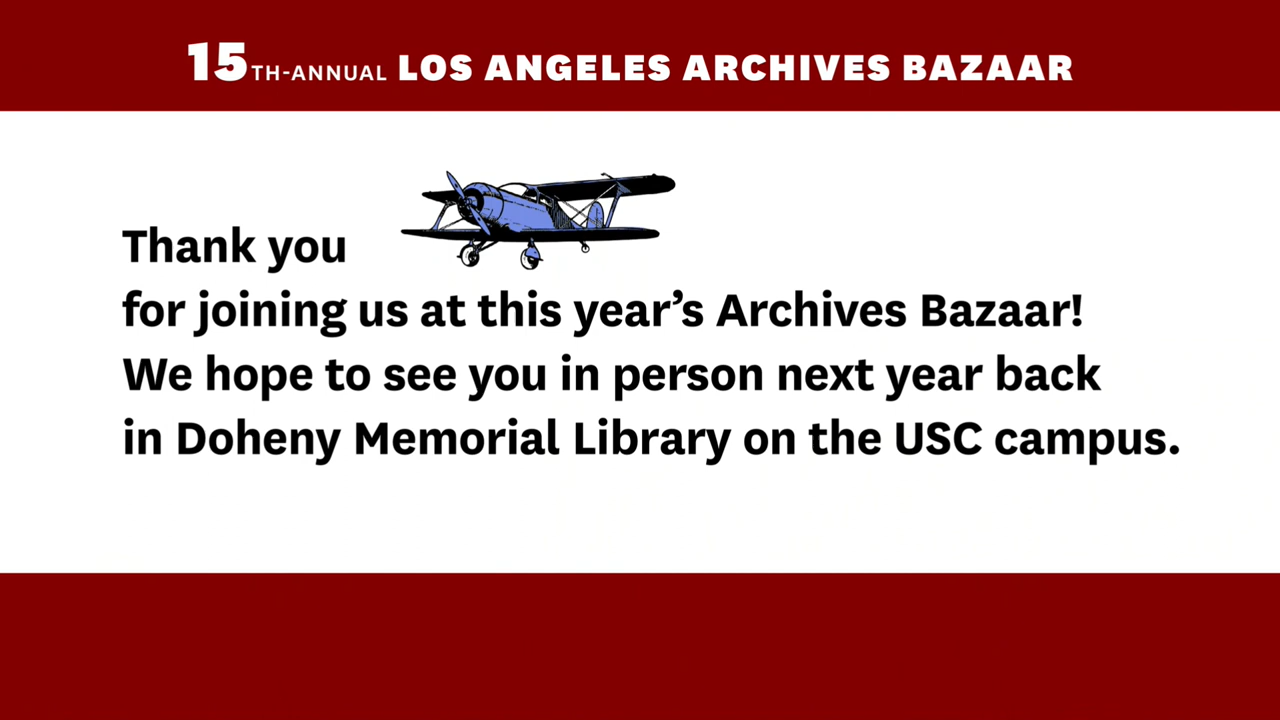 15TH-ANNUAL LOS ANGELES ARCHIVES BAZAAR
Thank you
for joining us at this year’s Archives Bazaar!
We hope to see you in person next year back
in Doheny Memorial Library on the USC campus.